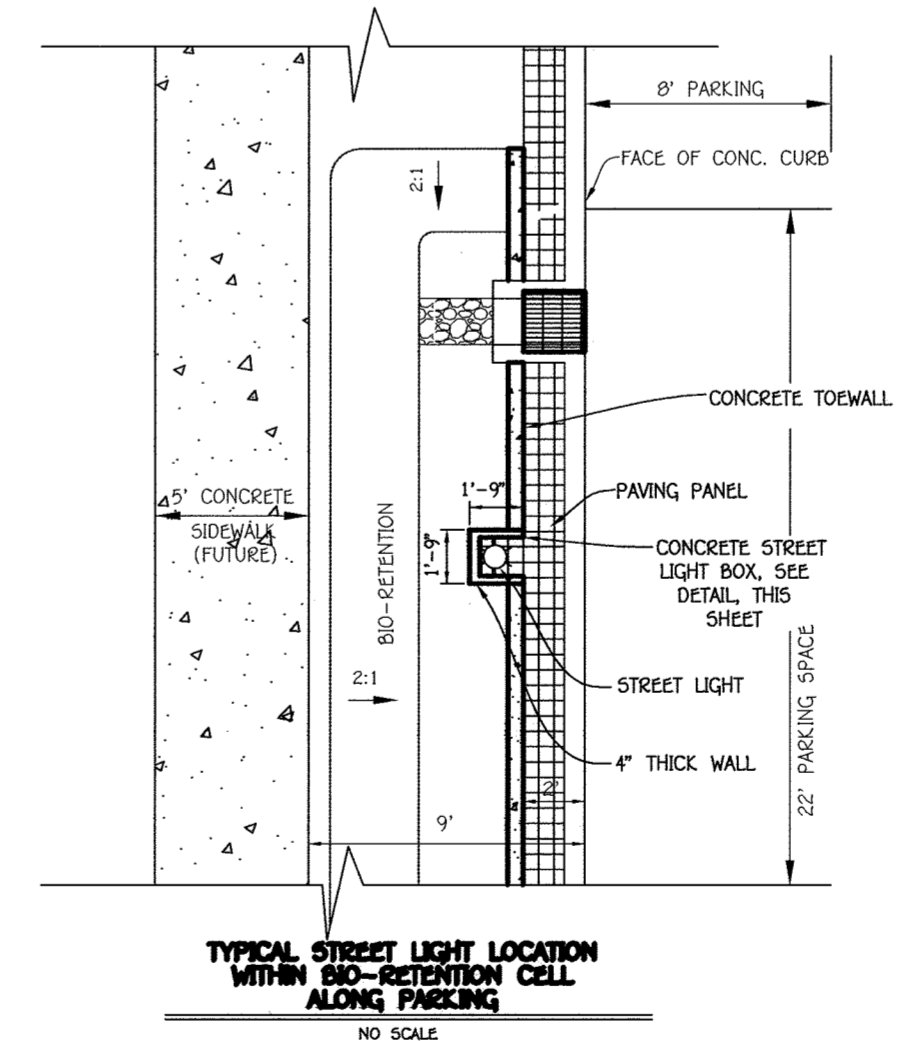 8' PARKING
FACE OF CONC. CURB
2:1
CONCRETE TOEWALL
1'-9"
PAVING PANEL
5' CONCRETE
SIDEWALK
(FUTURE)
BIO-RETENTION
1'-9"
CONCRETE STREET
LIGHT BOX, SEE
DETAIL, THIS
SHEET
2:1
STREET LIGHT
22' PARKING SPACE
4" THICK WALL
2'
9'
TYPICAL STREET LIGHT LOCATION
WITHIN BIO-RETENTION CELL
ALONG PARKING
NO SCALE